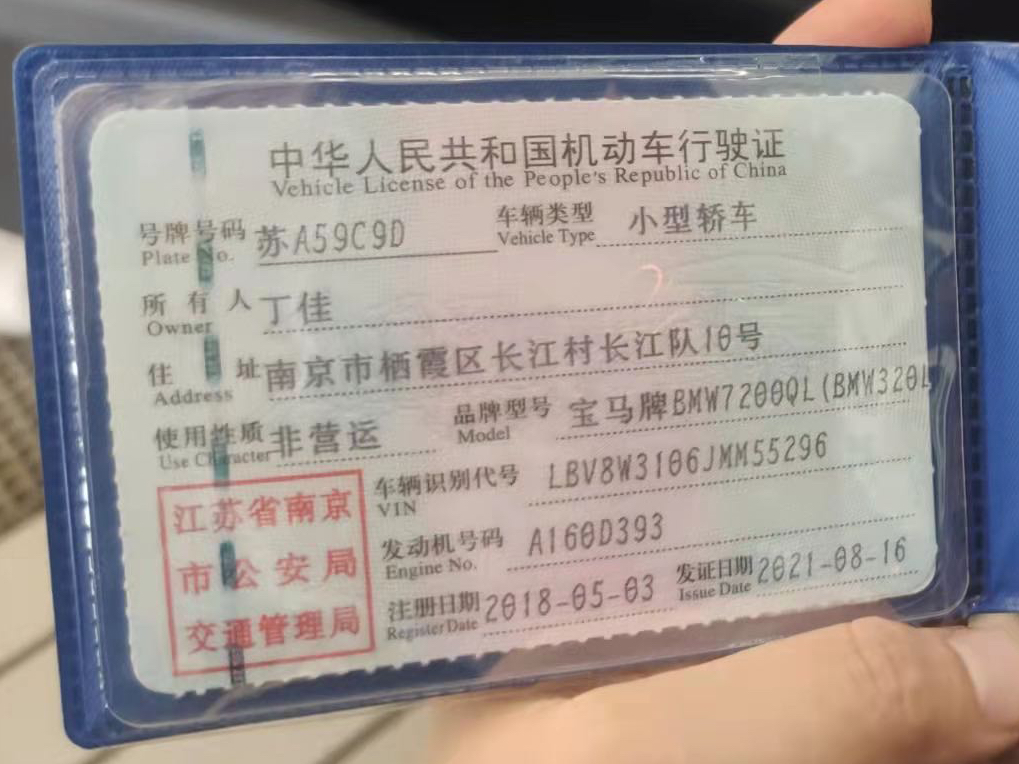 中华人民共和国机动车行驶证
Vehicle License of the People's Republic of China
号牌号码 苏A59C9D 车辆类型 小型轿车
Plate No. Vehicle Type
所有人 丁佳
Owner
住址 南京市栖霞区长江村长江队10号
Address
使用性质 非营运 品牌型号 宝马牌BMW7200QL(BMW320L
Use Character Model
车辆识别代号 LBV8W3106JMM55296
VIN
发动机号码 A160D393
Engine No.
注册日期 2018-05-03 发证日期 2021-08-16
Register Date Issue Date
江苏省南京
市公安局
交通管理局